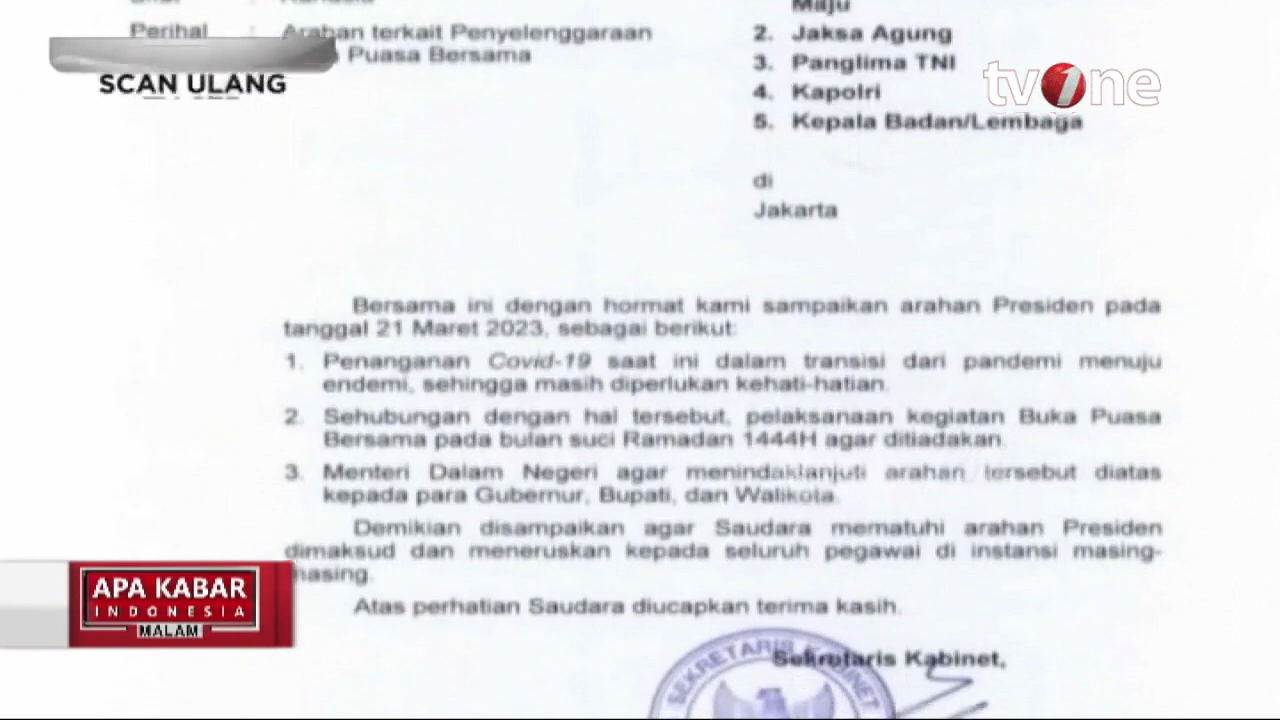 Perihal : Araban terkait Penyelenggaraan
Puasa Bersama
SCAN ULANG
Maju
2. Jaksa Agung
3. Panglima TNI
4. Kapolri
5. Kepala Badan/Lembaga
tvOne
di
Jakarta
Bersama ini dengan hormat kami sampaikan arahan Presiden pada
tanggal 21 Maret 2023, sebagai berikut:
1. Penanganan Covid-19 saat ini dalam transisi dari pandemi menuju
endemi, sehingga masih diperlukan kehati-hatian.
2. Sehubungan dengan hal tersebut, pelaksanaan kegiatan Buka Puasa
Bersama pada bulan suci Ramadan 1444H agar ditiadakan.
3. Menteri Dalam Negeri agar menindaklanjuti arahan tersebut diatas
kepada para Gubernur, Bupati, dan Walikota.
Demikian disampaikan agar Saudara mematuhi arahan Presiden
dimaksud dan meneruskan kepada seluruh pegawai di instansi masing-
masing.
Atas perhatian Saudara diucapkan terima kasih.
Sekretaris Kabinet,
SEKRETARIS KABINET
APA KABAR
INDONESIA
MALAM